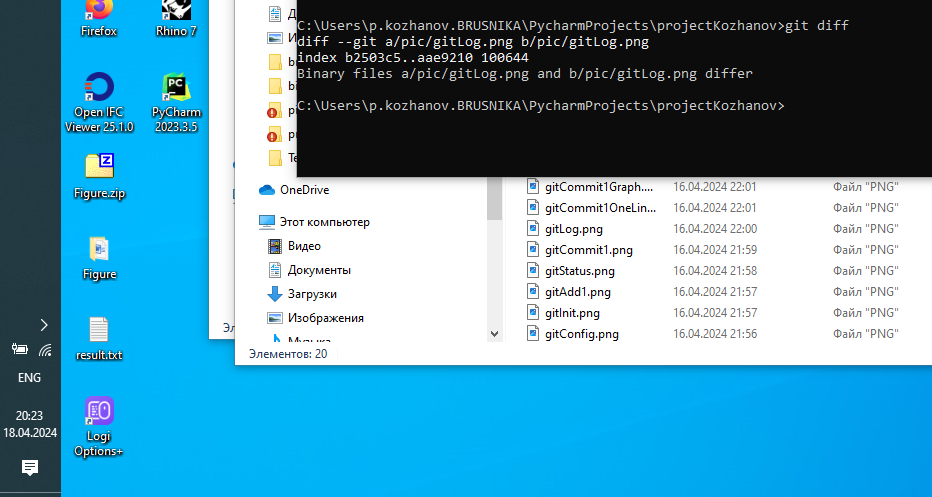 C:\Users\p.kozhanov.BRUSNIKA\PycharmProjects\projectKozhanov>git diff
diff --git a/pic/gitLog.png b/pic/gitLog.png
index b2503c5..aae9210 100644
Binary files a/pic/gitLog.png and b/pic/gitLog.png differ
C:\Users\p.kozhanov.BRUSNIKA\PycharmProjects\projectKozhanov>
Firefox
Rhino 7
Open IFC
Viewer 25.1.0
PyCharm
2023.3.5
Figure.zip
Figure
result.txt
Logi
Options+
ENG
20:23
18.04.2024
OneDrive
Этот компьютер
Видео
Документы
Загрузки
Изображения
Музыка
Элементов: 20
gitCommit1Graph.... 16.04.2024 22:01 Файл "PNG"
gitCommit1OneLin... 16.04.2024 22:01 Файл "PNG"
gitLog.png 16.04.2024 22:00 Файл "PNG"
gitCommit1.png 16.04.2024 21:59 Файл "PNG"
gitStatus.png 16.04.2024 21:58 Файл "PNG"
gitAdd1.png 16.04.2024 21:57 Файл "PNG"
gitInit.png 16.04.2024 21:57 Файл "PNG"
gitConfig.png 16.04.2024 21:56 Файл "PNG"